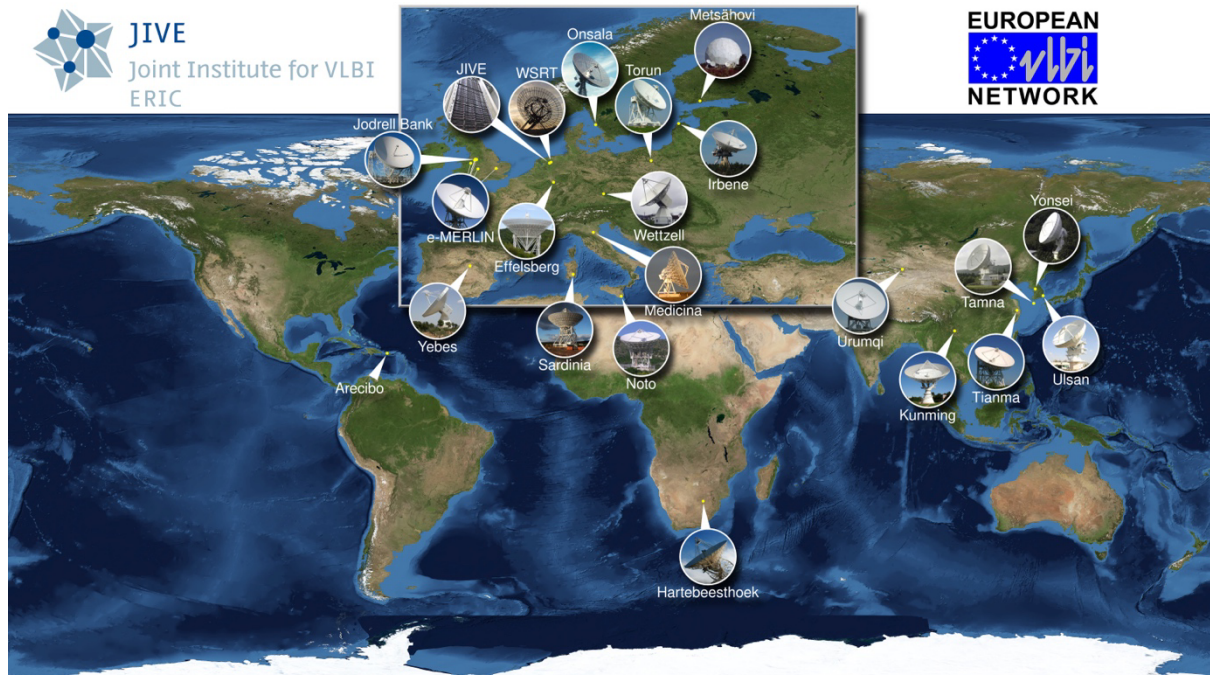 JIVE
Joint Institute for VLBI
ERIC
EUROPEAN
vlbi
NETWORK
Metsähovi
Onsala
JIVE
WSRT
Torun
Jodrell Bank
Irbene
e-MERLIN
Wettzell
Effelsberg
Medicina
Yebes
Sardinia
Noto
Arecibo
Hartebeesthoek
Yonsei
Tamna
Urumqi
Ulsan
Tianma
Kunming